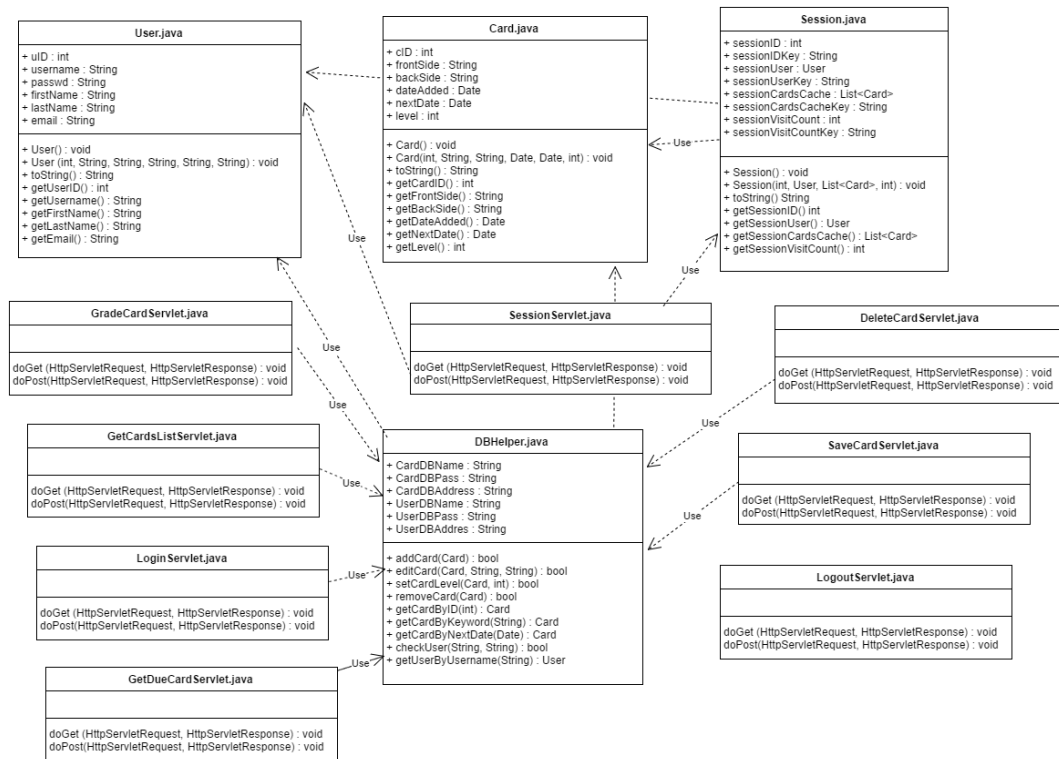 User.java
+ uID : int
+ username : String
+ passwd : String
+ firstName : String
+ lastName : String
+ email : String
+ User() : void
+ User (int, String, String, String, String, String) : void
+ toString() : String
+ getUserID() : int
+ getUsername() : String
+ getFirstName() : String
+ getLastName() : String
+ getEmail() : String
Card.java
+ cID : int
+ frontSide : String
+ backSide : String
+ dateAdded : Date
+ nextDate : Date
+ level : int
+ Card() : void
+ Card(int, String, String, Date, Date, int) : void
+ toString() : String
+ getCardID() : int
+ getFrontSide() : String
+ getBackSide() : String
+ getDateAdded() : Date
+ getNextDate() : Date
+ getLevel() : int
Session.java
+ sessionID : int
+ sessionIDKey : String
+ sessionUser : User
+ sessionUserKey : String
+ sessionCardsCache : List<Card>
+ sessionCardsCacheKey : String
+ sessionVisitCount : int
+ sessionVisitCountKey : String
+ Session() : void
+ Session(int, User, List<Card>, int) : void
+ toString() String
+ getSessionID() int
+ getSessionUser() : User
+ getSessionCardsCache() : List<Card>
+ getSessionVisitCount() : int
Use
Use
Use
GradeCardServlet.java
doGet (HttpServletRequest, HttpServletResponse) : void
doPost(HttpServletRequest, HttpServletResponse) : void
Use
Use
SessionServlet.java
doGet (HttpServletRequest, HttpServletResponse) : void
doPost(HttpServletRequest, HttpServletResponse) : void
DeleteCardServlet.java
doGet (HttpServletRequest, HttpServletResponse) : void
doPost(HttpServletRequest, HttpServletResponse) : void
Use
GetCardsListServlet.java
doGet (HttpServletRequest, HttpServletResponse) : void
doPost(HttpServletRequest, HttpServletResponse) : void
Use
DBHelper.java
+ CardDBName : String
+ CardDBPass : String
+ CardDBAddress : String
+ UserDBName : String
+ UserDBPass : String
+ UserDBAddres : String
+ addCard(Card) : bool
+ editCard(Card, String, String) : bool
+ setCardLevel(Card, int) : bool
+ removeCard(Card) : bool
+ getCardByID(int) : Card
+ getCardByKeyword(String) : Card
+ getCardByNextDate(Date) : Card
+ checkUser(String, String) : bool
+ getUserByUsername(String) : User
SaveCardServlet.java
doGet (HttpServletRequest, HttpServletResponse) : void
doPost(HttpServletRequest, HttpServletResponse) : void
Use
LoginServlet.java
doGet (HttpServletRequest, HttpServletResponse) : void
doPost(HttpServletRequest, HttpServletResponse) : void
Use
LogoutServlet.java
doGet (HttpServletRequest, HttpServletResponse) : void
doPost(HttpServletRequest, HttpServletResponse) : void
GetDueCardServlet.java
doGet (HttpServletRequest, HttpServletResponse) : void
doPost(HttpServletRequest, HttpServletResponse) : void
Use